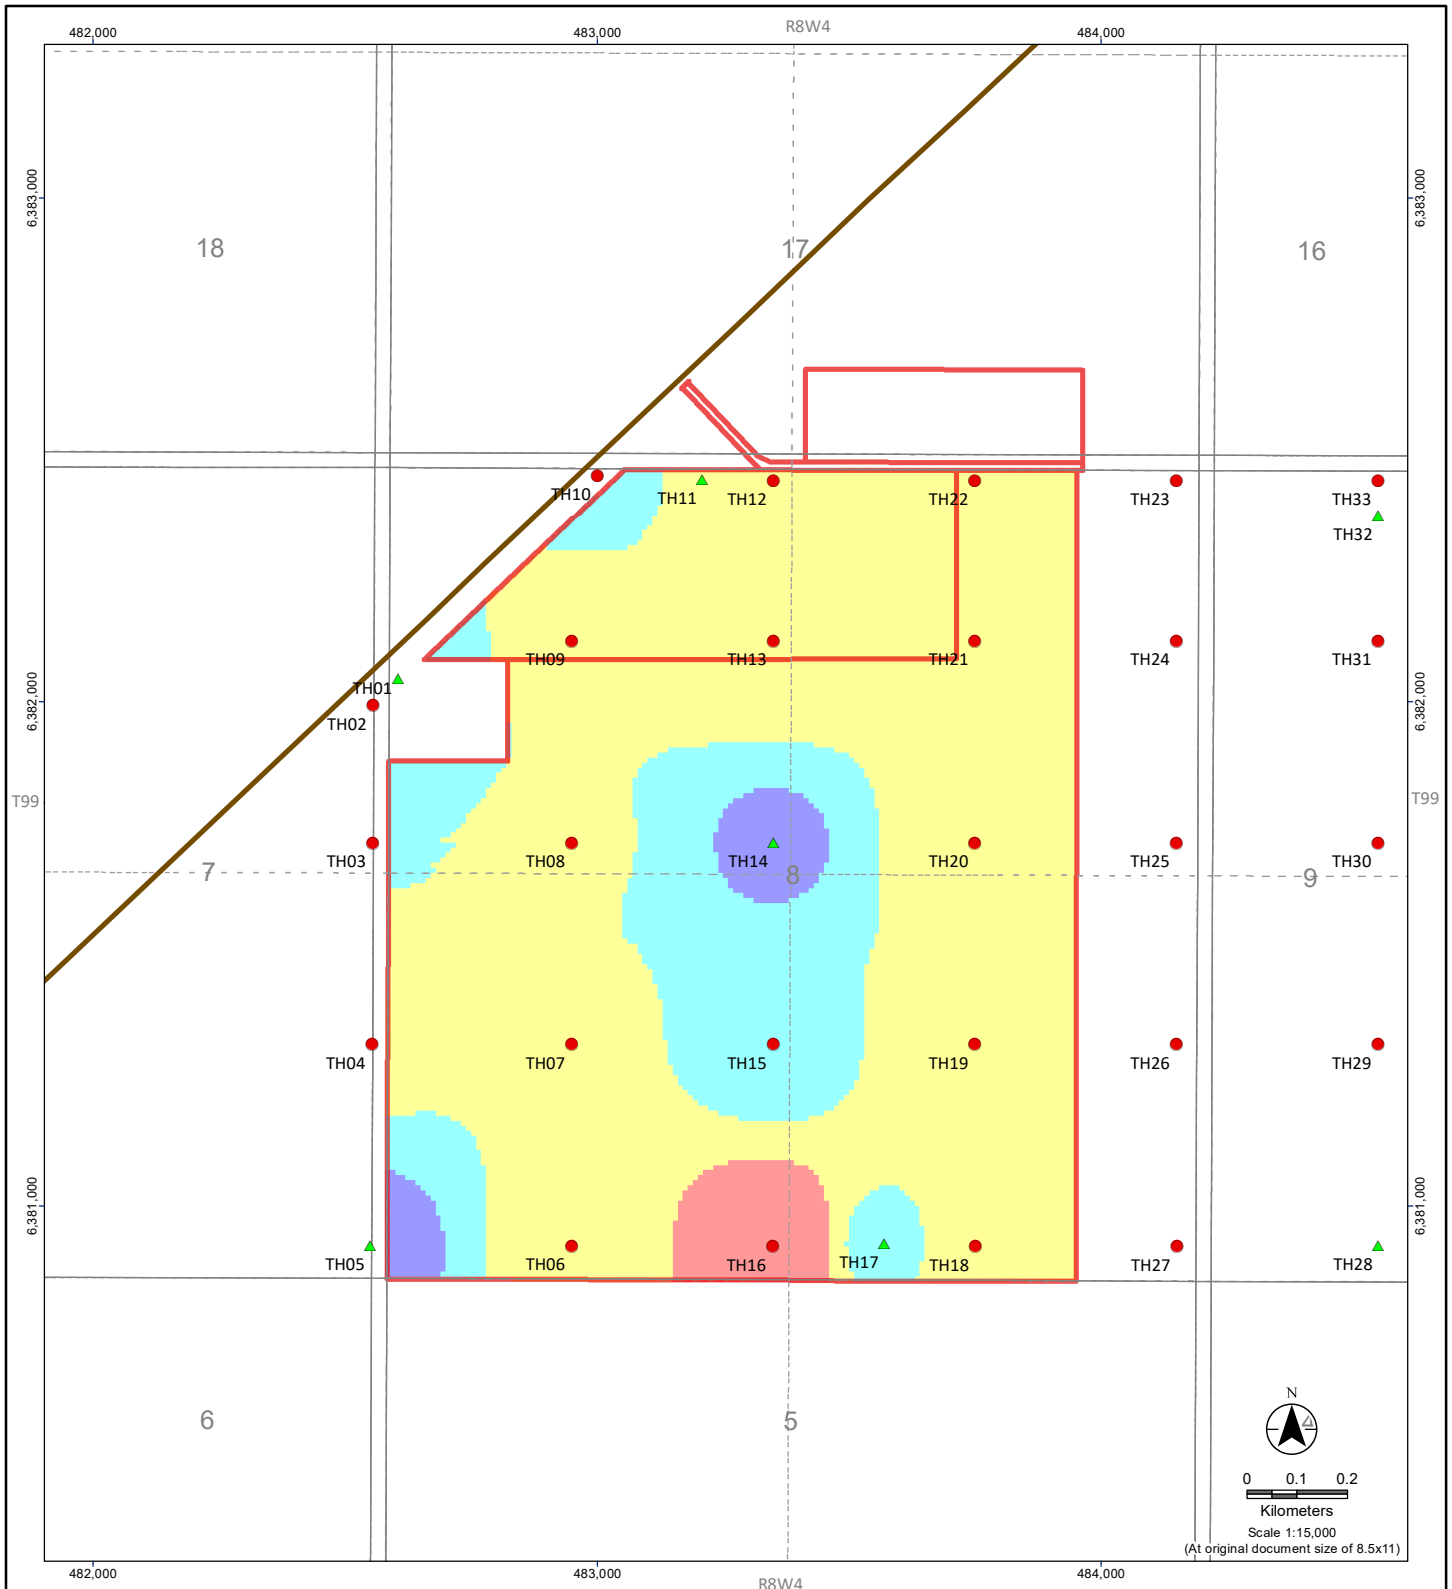 R8W4
482,000 483,000 484,000
6,383,000 6,383,000
18 17 16
TH10 TH11 TH12 TH22 TH23 TH33
TH32
TH09 TH13 TH21 TH24 TH31
TH01
TH02
6,382,000 6,382,000
T99 T99
TH03 TH08 TH14 TH20 TH25 TH30
7 8 9
TH04 TH07 TH15 TH19 TH26 TH29
6,381,000 6,381,000
TH05 TH06 TH16 TH17 TH18 TH27 TH28
6 5 4
N
0 0.1 0.2
Kilometers
Scale 1:15,000
(At original document size of 8.5x11)
482,000 483,000 484,000
R8W4